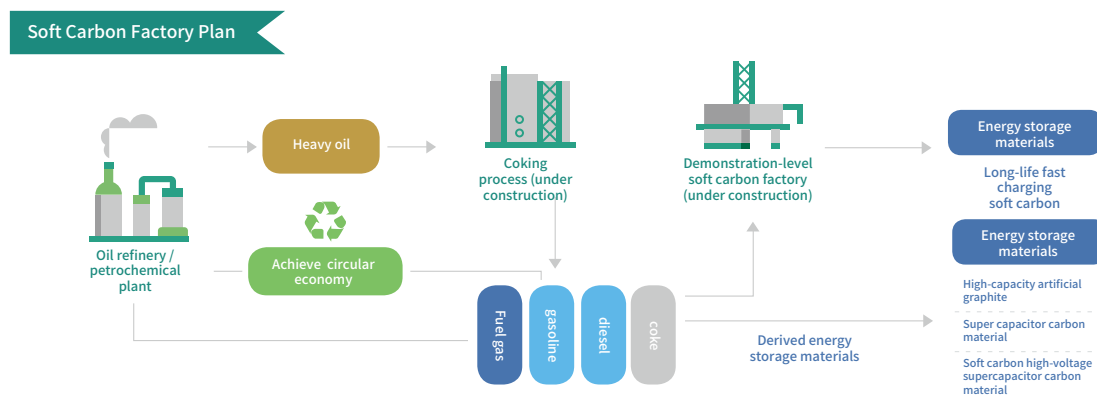 Soft Carbon Factory Plan
Heavy oil
Coking
process (under
construction)
Demonstration-level
soft carbon factory
(under construction)
Energy storage
materials
Long-life fast
charging
soft carbon
Oil refinery /
petrochemical
plant
Achieve circular
economy
Fuel gas
gasoline
diesel
coke
Derived energy
storage materials
Energy storage
materials
High-capacity artificial
graphite
Super capacitor carbon
material
Soft carbon high-voltage
supercapacitor carbon
material